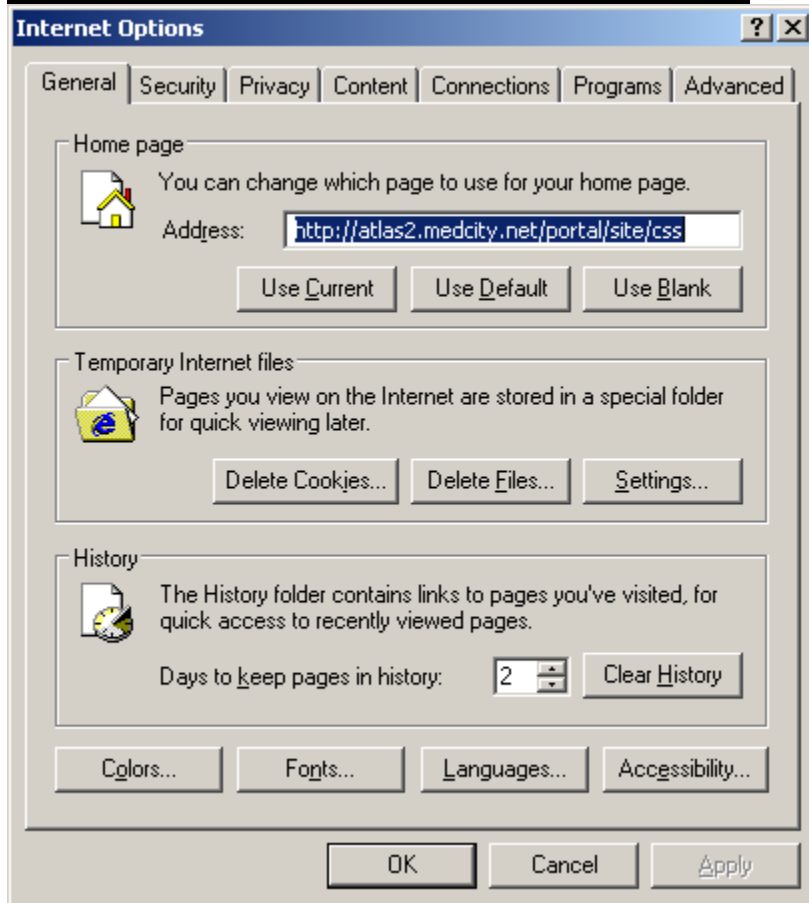 Internet Options
General Security Privacy Content Connections Programs Advanced
Home page
You can change which page to use for your home page.
Address: http://atlas2.medcity.net/portal/site/css
Use Current Use Default Use Blank
Temporary Internet files
Pages you view on the Internet are stored in a special folder
for quick viewing later.
Delete Cookies... Delete Files... Settings...
History
The History folder contains links to pages you've visited, for
quick access to recently viewed pages.
Days to keep pages in history: 2 Clear History
Colors... Fonts... Languages... Accessibility...
OK Cancel Apply